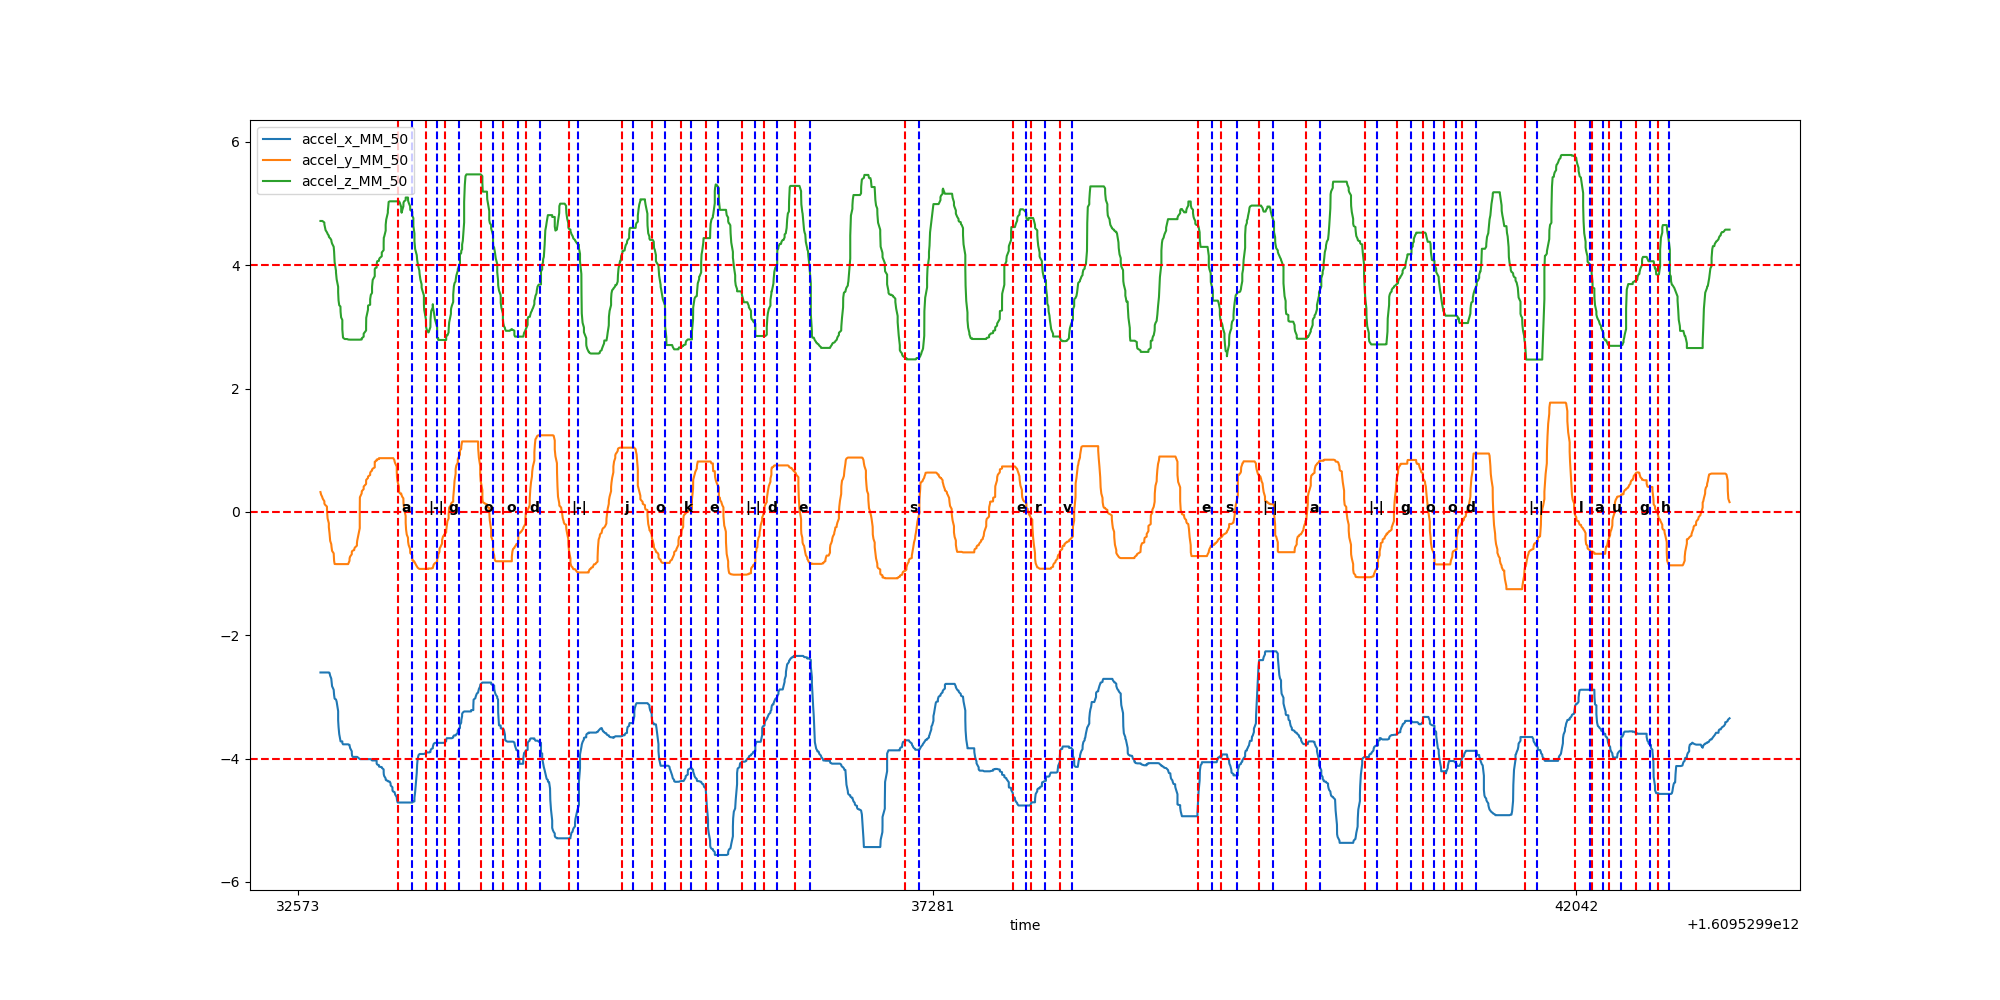 accel_x_MM_50
accel_y_MM_50
accel_z_MM_50
6
4
2
0
−2
−4
−6
a |-| g o o d |-| j o k e |-| d e s e r v e s |-| a |-| g o o d |-| l a u g h
32573 37281 42042
time
+1.6095299e12